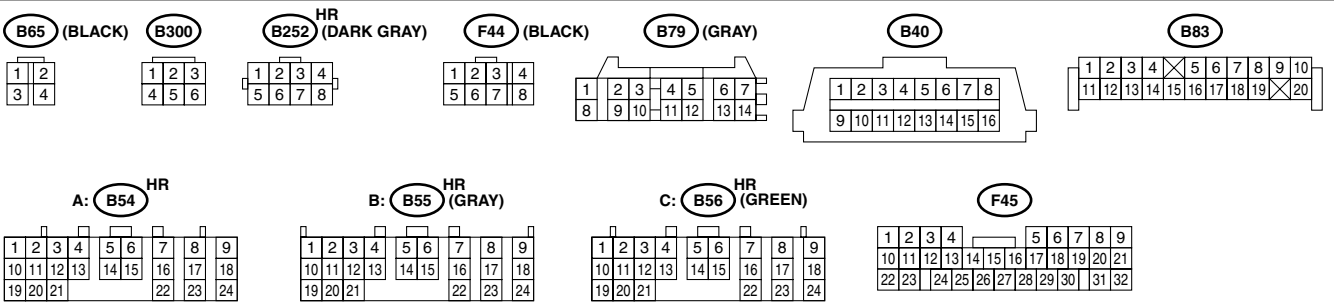 B65 (BLACK) B300 B252 HR (DARK GRAY) F44 (BLACK) B79 (GRAY) B40 B83
1 2
3 4
1 2 3
4 5 6
1 2 3 4
5 6 7 8
1 2 3 4
5 6 7 8
1 2 3 4 5 6 7
8 9 10 11 12 13 14
1 2 3 4 5 6 7 8
9 10 11 12 13 14 15 16
1 2 3 4 5 6 7 8 9 10
11 12 13 14 15 16 17 18 19 20
A: B54 HR B: B55 HR (GRAY) C: B56 HR (GREEN) F45
1 2 3 4 5 6 7 8 9
10 11 12 13 14 15 16 17 18
19 20 21 22 23 24
1 2 3 4 5 6 7 8 9
10 11 12 13 14 15 16 17 18
19 20 21 22 23 24
1 2 3 4 5 6 7 8 9
10 11 12 13 14 15 16 17 18
19 20 21 22 23 24
1 2 3 4 5 6 7 8 9
10 11 12 13 14 15 16 17 18 19 20 21
22 23 24 25 26 27 28 29 30 31 32